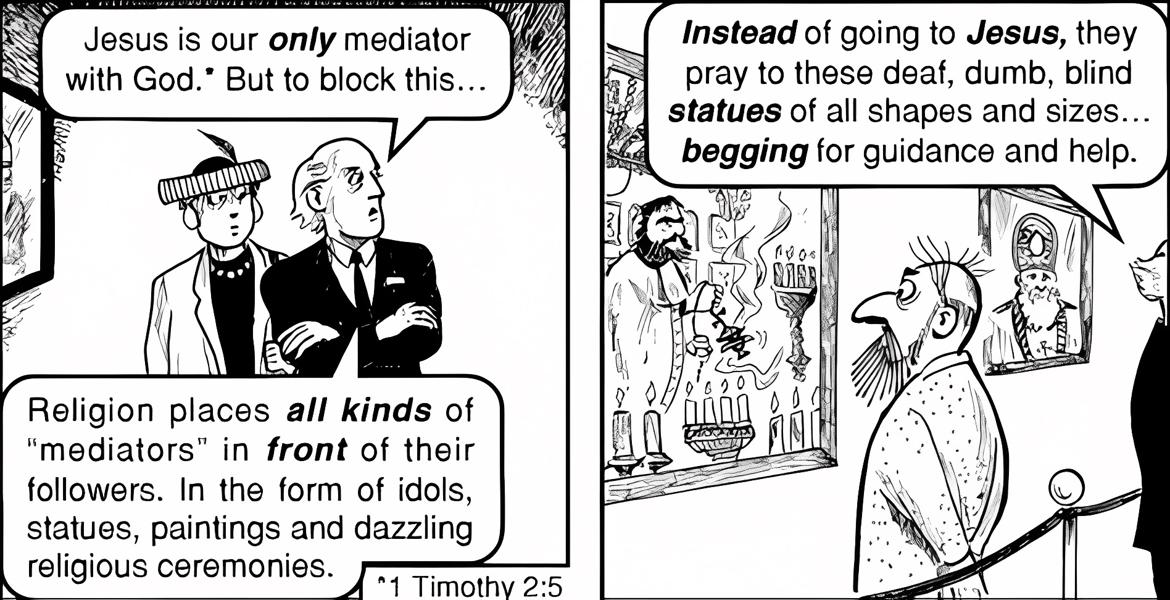 Jesus is our only mediator
with God.* But to block this...
Religion places all kinds of
"mediators" in front of their
followers. In the form of idols,
statues, paintings and dazzling
religious ceremonies.
*1 Timothy 2:5
Instead of going to Jesus, they
pray to these deaf, dumb, blind
statues of all shapes and sizes...
begging for guidance and help.